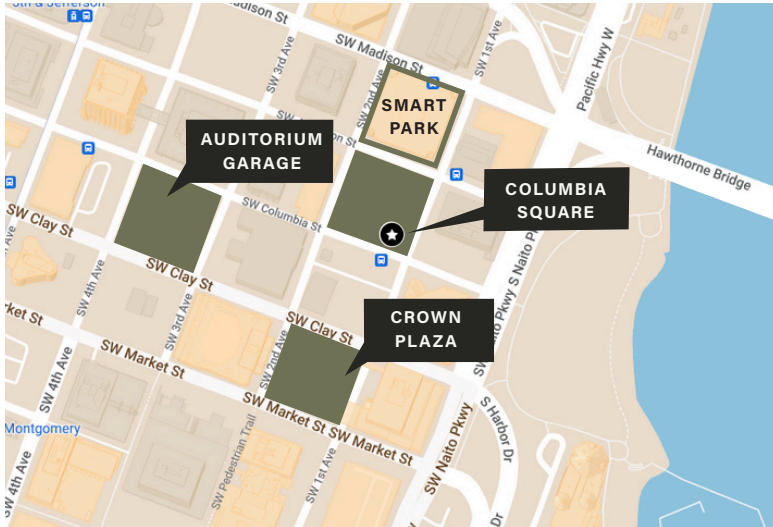 5th & Jefferson
SW Madison St
SW Madison St
SW 3rd Ave
SW 2nd Ave
SW 1st Ave
Pacific Hwy W
SMART
PARK
AUDITORIUM
GARAGE
Hawthorne Bridge
COLUMBIA
SQUARE
SW Columbia St
SW Clay St
SW Clay St
SW Clay St
S Naito Pkwy
SW Naito Pkwy
SW 4th Ave
SW 3rd Ave
SW 2nd Ave
CROWN
PLAZA
SW Market St
SW Market St
SW Market St
SW 4th Ave
SW 4th Ave
Montgomery
SW Pedestrian Trail
SW 1st Ave
SW Naito Pkwy
S Harbor Dr
Dr